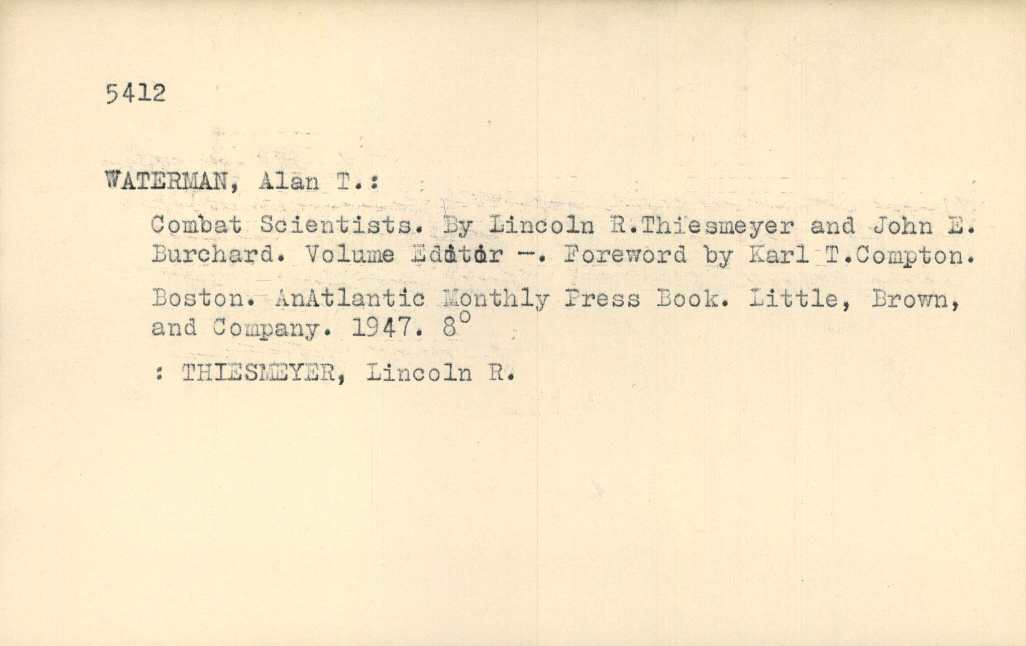 5412
WATERMAN, Alan T.:
Combat Scientists. By Lincoln R.Thiesmeyer and John E.
Burchard. Volume Editor -. Foreword by Karl T.Compton.
Boston. AnAtlantic Monthly Press Book. Little, Brown,
and Company. 1947. 8º
: THIESMEYER, Lincoln R.